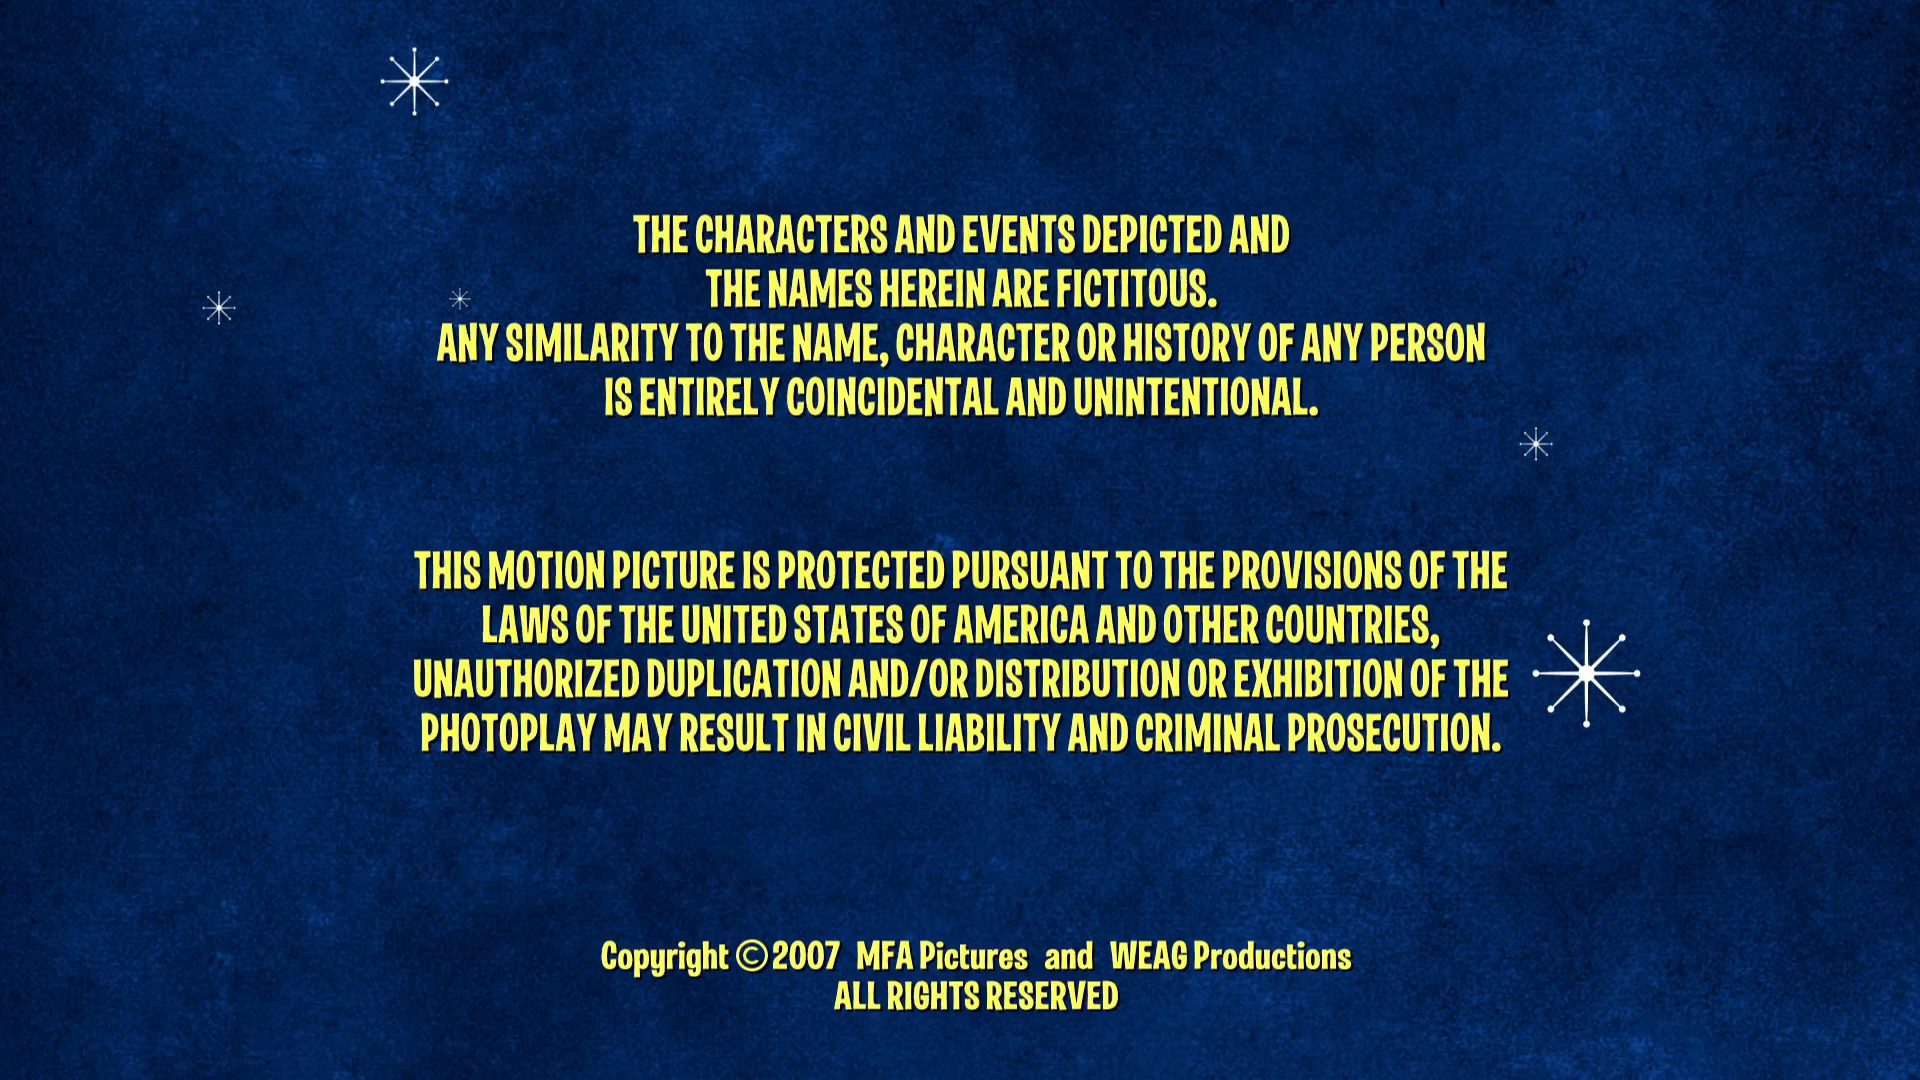 THE CHARACTERS AND EVENTS DEPICTED AND
THE NAMES HEREIN ARE FICTITOUS.
ANY SIMILARITY TO THE NAME, CHARACTER OR HISTORY OF ANY PERSON
IS ENTIRELY COINCIDENTAL AND UNINTENTIONAL.
THIS MOTION PICTURE IS PROTECTED PURSUANT TO THE PROVISIONS OF THE
LAWS OF THE UNITED STATES OF AMERICA AND OTHER COUNTRIES,
UNAUTHORIZED DUPLICATION AND/OR DISTRIBUTION OR EXHIBITION OF THE
PHOTOPLAY MAY RESULT IN CIVIL LIABILITY AND CRIMINAL PROSECUTION.
Copyright ©2007 MFA Pictures and WEAG Productions
ALL RIGHTS RESERVED